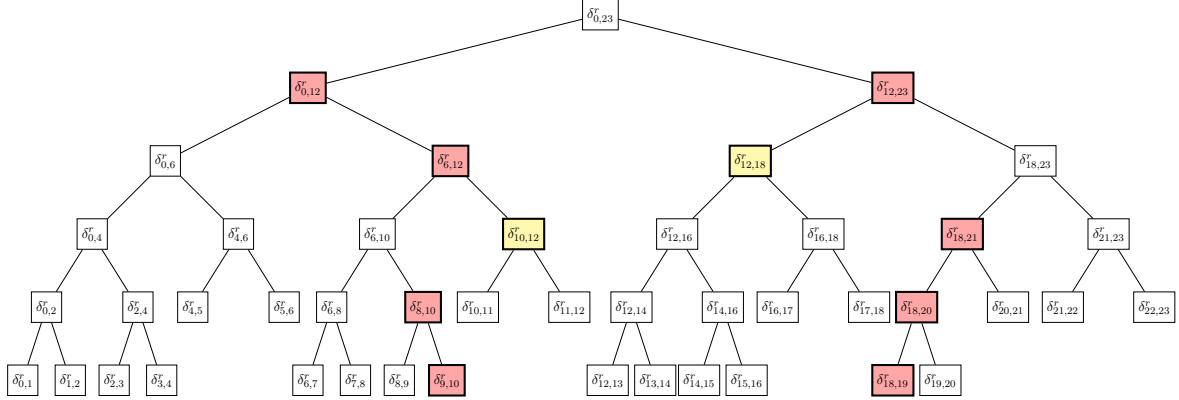 δ^r_{0,23}
δ^r_{0,12} δ^r_{12,23}
δ^r_{0,6} δ^r_{6,12} δ^r_{12,18} δ^r_{18,23}
δ^r_{0,4} δ^r_{4,6} δ^r_{6,10} δ^r_{10,12} δ^r_{12,16} δ^r_{16,18} δ^r_{18,21} δ^r_{21,23}
δ^r_{0,2} δ^r_{2,4} δ^r_{4,5} δ^r_{5,6} δ^r_{6,8} δ^r_{8,10} δ^r_{10,11} δ^r_{11,12} δ^r_{12,14} δ^r_{14,16} δ^r_{16,17} δ^r_{17,18} δ^r_{18,20} δ^r_{20,21} δ^r_{21,22} δ^r_{22,23}
δ^r_{0,1} δ^r_{1,2} δ^r_{2,3} δ^r_{3,4} δ^r_{6,7} δ^r_{7,8} δ^r_{8,9} δ^r_{9,10} δ^r_{12,13} δ^r_{13,14} δ^r_{14,15} δ^r_{15,16} δ^r_{18,19} δ^r_{19,20}